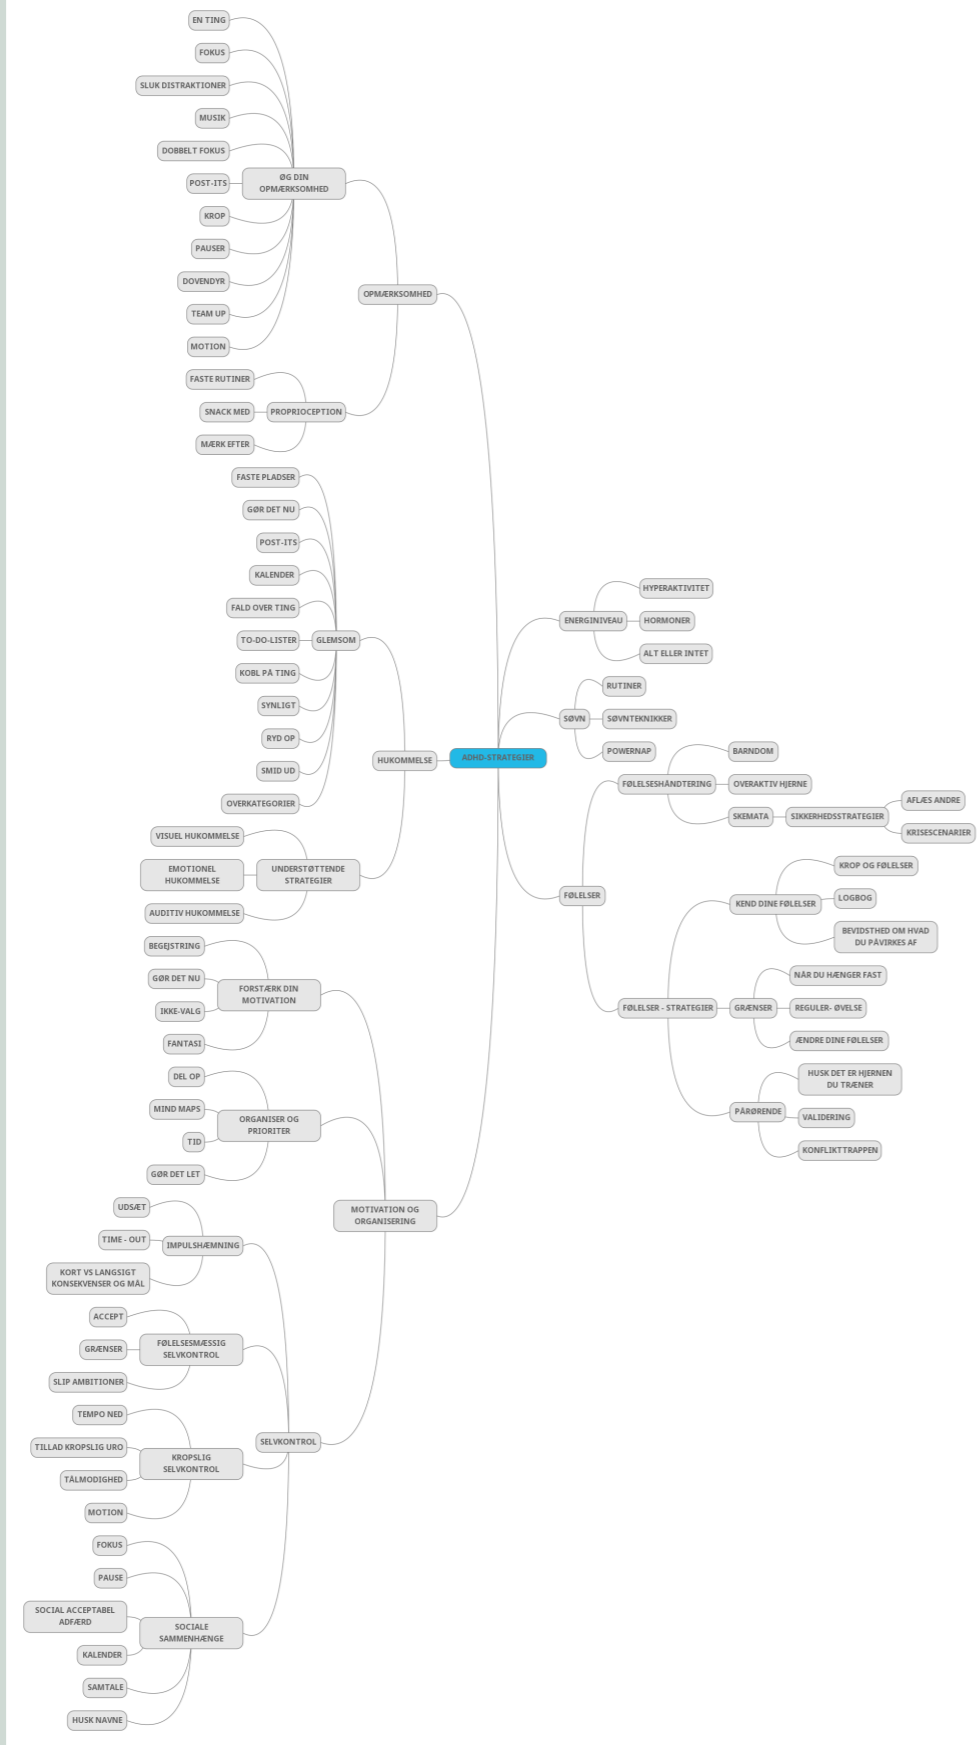 EN TING
FOKUS
SLUK DISTRAKTIONER
MUSIK
DOBBELT FOKUS
POST-ITS
KROP
PAUSER
DOVENDYR
TEAM UP
MOTION
ØG DIN
OPMÆRKSOMHED
FASTE RUTINER
SNACK MED
MÆRK EFTER
PROPRIOCEPTION
OPMÆRKSOMHED
FASTE PLADSER
GØR DET NU
POST-ITS
KALENDER
FALD OVER TING
TO-DO-LISTER
KOBL PÅ TING
SYNLIGT
RYD OP
SMID UD
OVERKATEGORIER
GLEMSOM
VISUEL HUKOMMELSE
EMOTIONEL
HUKOMMELSE
AUDITIV HUKOMMELSE
UNDERSTØTTENDE
STRATEGIER
HUKOMMELSE
BEGEJSTRING
GØR DET NU
IKKE-VALG
FANTASI
FORSTÆRK DIN
MOTIVATION
DEL OP
MIND MAPS
TID
GØR DET LET
ORGANISER OG
PRIORITER
MOTIVATION OG
ORGANISERING
UDSÆT
TIME - OUT
KORT VS LANGSIGT
KONSEKVENSER OG MÅL
IMPULSHÆMNING
ACCEPT
GRÆNSER
SLIP AMBITIONER
FØLELSESMÆSSIG
SELVKONTROL
TEMPO NED
TILLAD KROPSLIG URO
TÅLMODIGHED
MOTION
KROPSLIG
SELVKONTROL
SELVKONTROL
FOKUS
PAUSE
SOCIAL ACCEPTABEL
ADFÆRD
KALENDER
SAMTALE
HUSK NAVNE
SOCIALE
SAMMENHÆNGE
ADHD-STRATEGIER
ENERGINIVEAU
HYPERAKTIVITET
HORMONER
ALT ELLER INTET
SØVN
RUTINER
SØVNTEKNIKKER
POWERNAP
FØLELSER
FØLELSESHÅNDTERING
BARNDOM
OVERAKTIV HJERNE
SKEMATA
SIKKERHEDSSTRATEGIER
AFLÆS ANDRE
KRISESCENARIER
FØLELSER - STRATEGIER
KEND DINE FØLELSER
KROP OG FØLELSER
LOGBOG
BEVIDSTHED OM HVAD
DU PÅVIRKES AF
GRÆNSER
NÅR DU HÆNGER FAST
REGULER- ØVELSE
ÆNDRE DINE FØLELSER
PÅRØRENDE
HUSK DET ER HJERNEN
DU TRÆNER
VALIDERING
KONFLIKTTRAPPEN